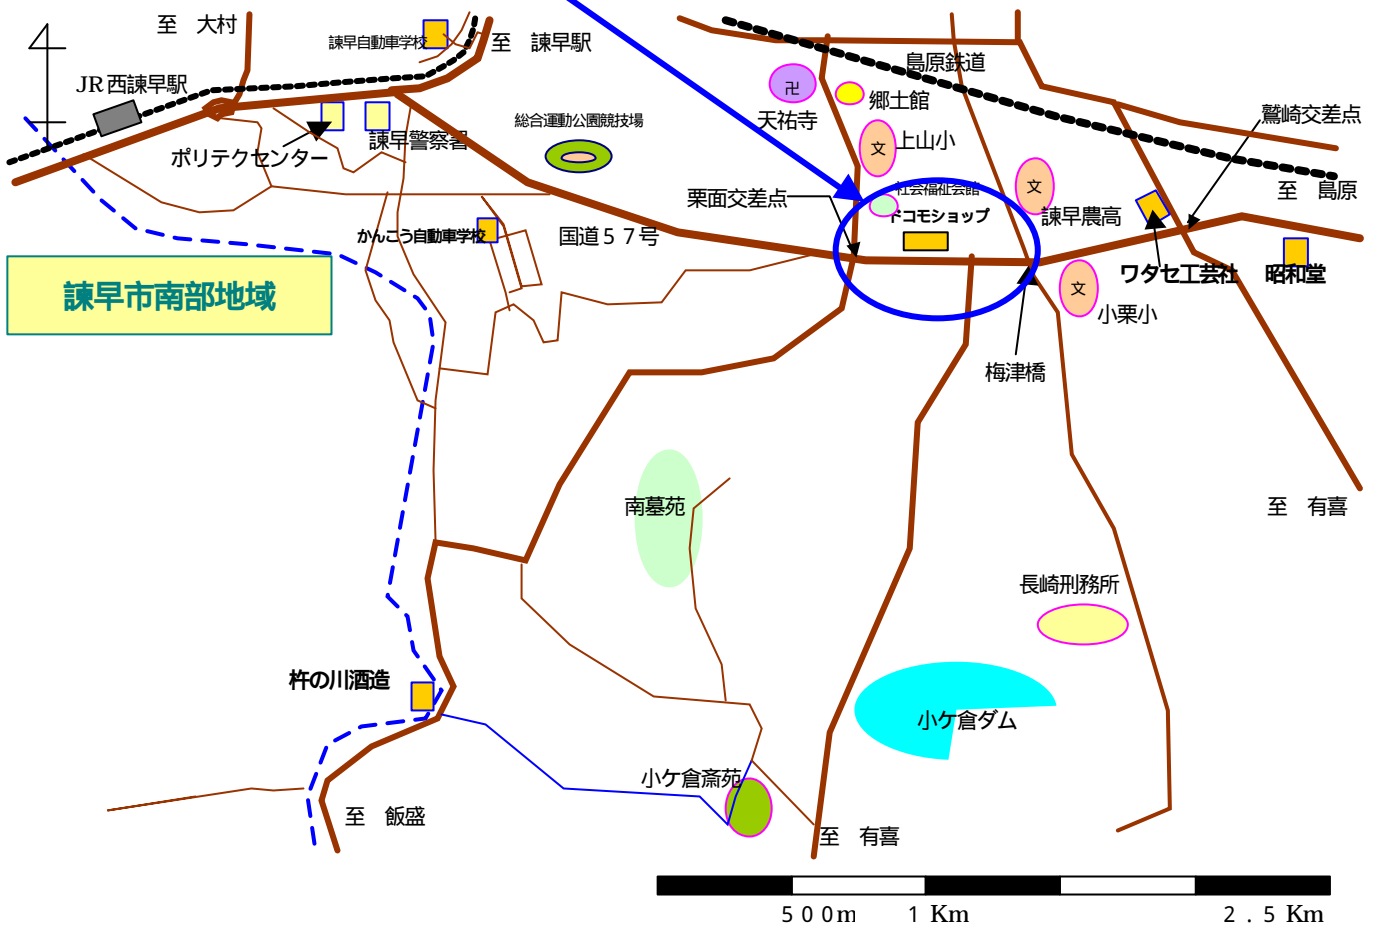 至　大村
諫早自動車学校
至　諫早駅
島原鉄道
JR西諫早駅
卍
郷土館
鷲崎交差点
天祐寺
総合運動公園競技場
諫早警察署
文
上山小
ポリテクセンター
社会福祉会館
文
至　島原
栗面交差点
ドコモショップ
諫早農高
かんこう自動車学校
国道５７号
ワタセ工芸社
昭和堂
諫早市南部地域
文
小栗小
梅津橋
南墓苑
至　有喜
長崎刑務所
杵の川酒造
小ケ倉ダム
小ケ倉斎苑
至　飯盛
至　有喜
５００ｍ
１ Km
２．５ Km